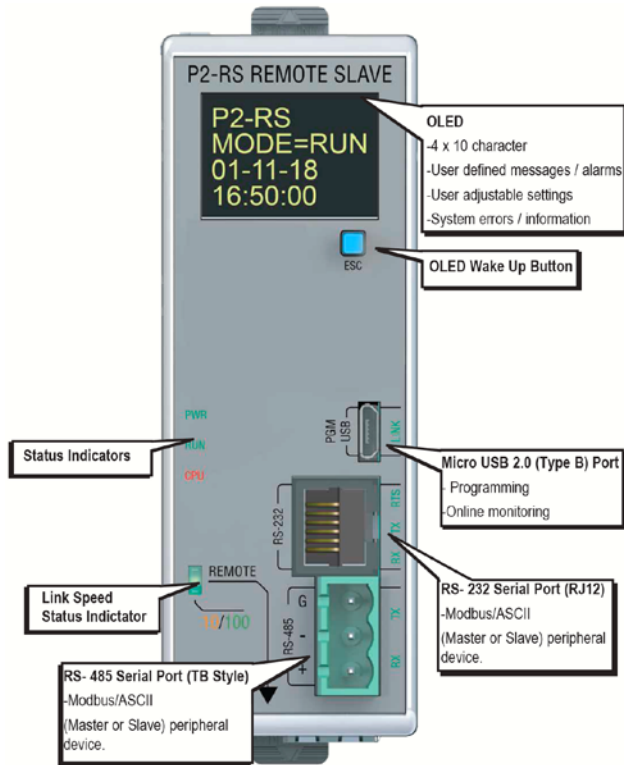 P2-RS REMOTE SLAVE
P2-RS
MODE=RUN
01-11-18
16:50:00
OLED
-4 x 10 character
-User defined messages / alarms
-User adjustable settings
-System errors / information
ESC
OLED Wake Up Button
PWR
RUN
CPU
Status Indicators
PGM
USB
LINK
Micro USB 2.0 (Type B) Port
- Programming
-Online monitoring
RS-232
RTS
TX
RX
RS- 232 Serial Port (RJ12)
-Modbus/ASCII
(Master or Slave) peripheral
device.
REMOTE
10/100
Link Speed
Status Indictator
RS-485
G
-
+
TX
RX
RS- 485 Serial Port (TB Style)
-Modbus/ASCII
(Master or Slave) peripheral
device.